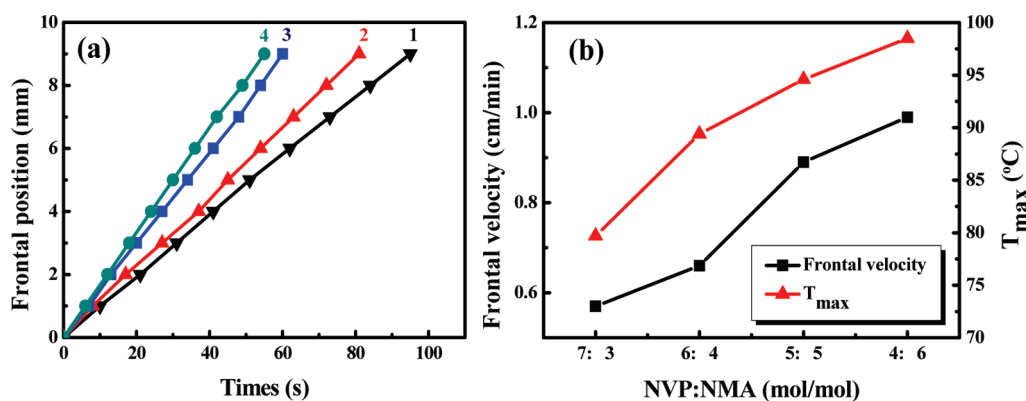 (a)
4 3 2 1
10
8
6
4
2
0
Frontal position (mm)
0 20 40 60 80 100
Times (s)
(b)
1.2
1.0
0.8
0.6
Frontal velocity (cm/min)
100
95
90
85
80
75
70
T max (oC)
Frontal velocity
T max
7: 3 6: 4 5: 5 4: 6
NVP:NMA (mol/mol)